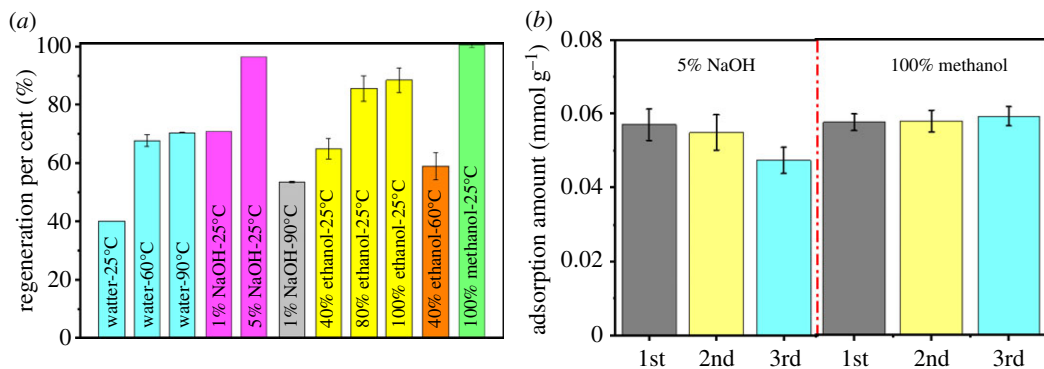 (a)
regeneration per cent (%)
100
80
60
40
20
0
watter-25°C
water-60°C
water-90°C
1% NaOH-25°C
5% NaOH-25°C
1% NaOH-90°C
40% ethanol-25°C
80% ethanol-25°C
100% ethanol-25°C
40% ethanol-60°C
100% methanol-25°C
(b)
adsorption amount (mmol g⁻¹)
0.08
0.06
0.04
0.02
0
5% NaOH
100% methanol
1st 2nd 3rd 1st 2nd 3rd